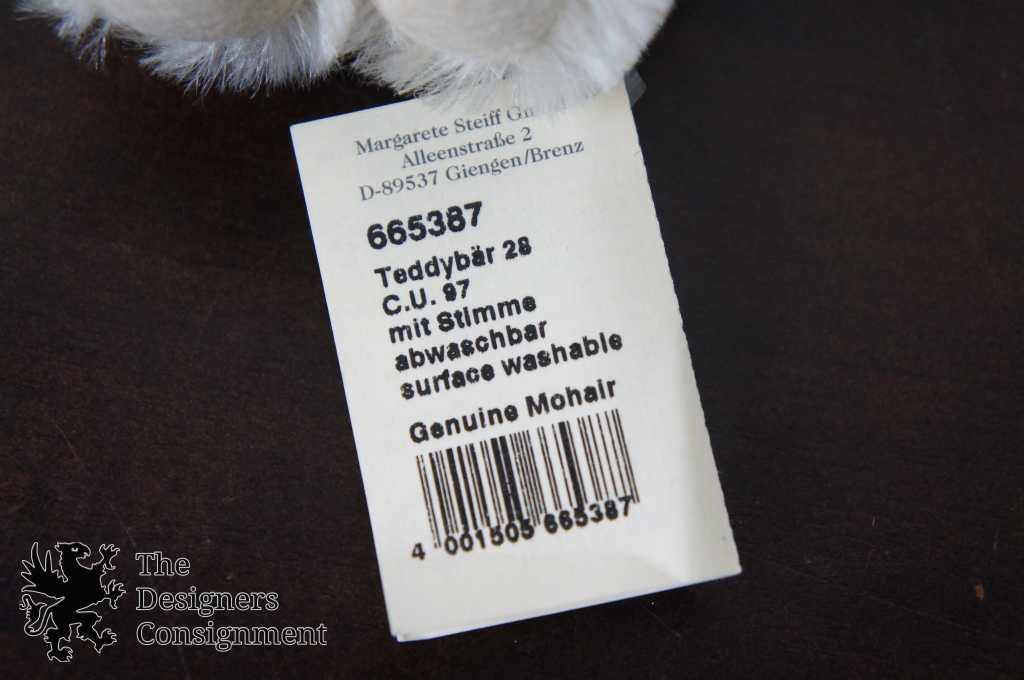 Margarete Steiff
Alleenstraße 2
D-89537 Giengen/Brenz
665387
Teddybär 28
C.U. 97
mit Stimme
abwaschbar
surface washable
Genuine Mohair
4 001505 665387
The
Designers
Consignment